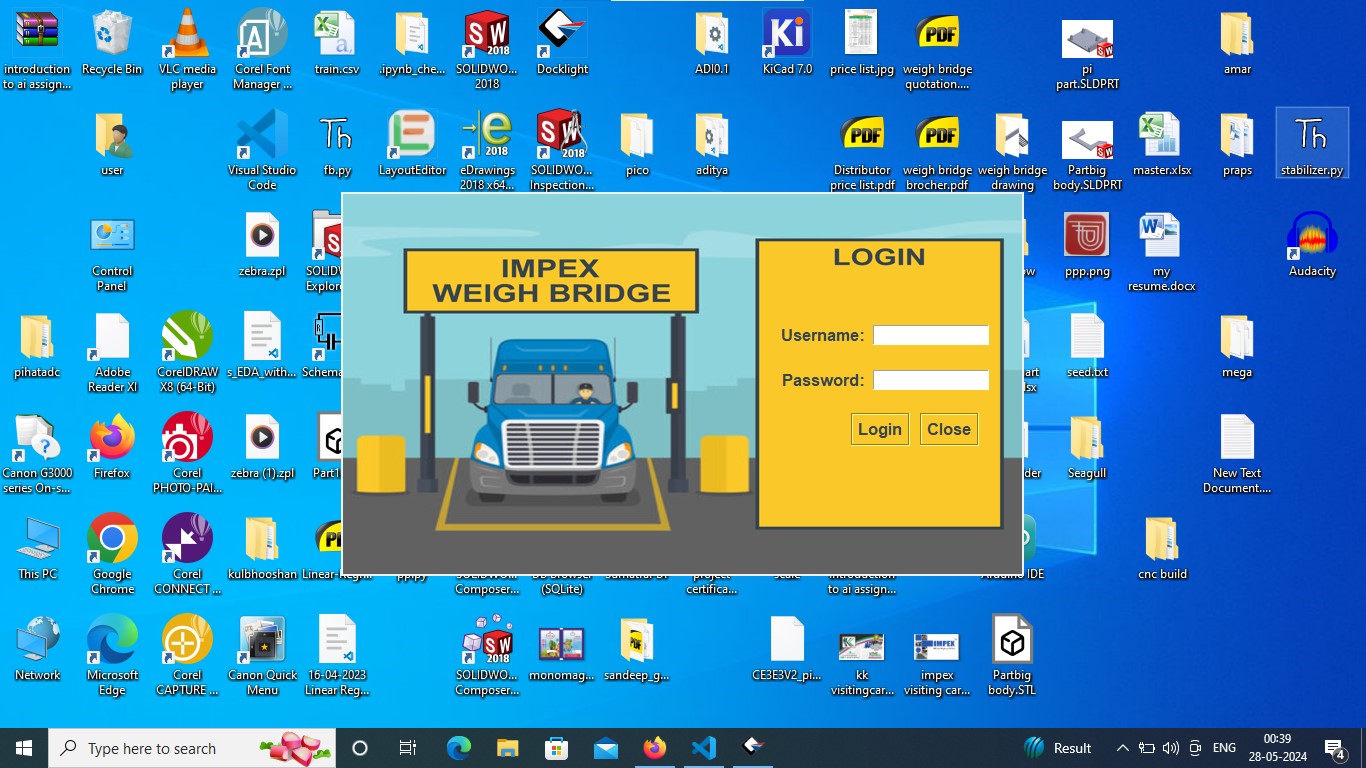 introduction
to ai assign...
Recycle Bin
VLC media
player
Corel Font
Manager ...
train.csv
.ipynb_che...
SOLIDWO...
2018
Docklight
ADI0.1
KiCad 7.0
price list.jpg
weigh bridge
quotation....
pi
part.SLDPRT
amar
user
Visual Studio
Code
fb.py
LayoutEditor
eDrawings
2018 x64...
SOLIDWO...
Inspection...
pico
aditya
Distributor
price list.pdf
weigh bridge
brocher.pdf
weigh bridge
drawing
Partbig
body.SLDPRT
master.xlsx
praps
stabilizer.py
Control
Panel
zebra.zpl
ppp.png
my
resume.docx
Audacity
IMPEX
WEIGH BRIDGE
LOGIN
Username:
Password:
Login
Close
pihatadc
Adobe
Reader XI
CorelDRAW
X8 (64-Bit)
s_EDA_with...
seed.txt
mega
Canon G3000
series On-s...
Firefox
Corel
PHOTO-PAI...
zebra (1).zpl
Seagull
New Text
Document....
This PC
Google
Chrome
Corel
CONNECT ...
kulbhooshan
Composer...
(SQLite)
certifica...
to ai assign...
cnc build
Network
Microsoft
Edge
Corel
CAPTURE ...
Canon Quick
Menu
16-04-2023
Linear Reg...
SOLIDWO...
Composer...
monomag...
sandeep_g...
CE3E3V2_pi...
kk
visitingcar...
impex
visiting car...
Partbig
body.STL
Type here to search
Result
ENG
00:39
28-05-2024
4